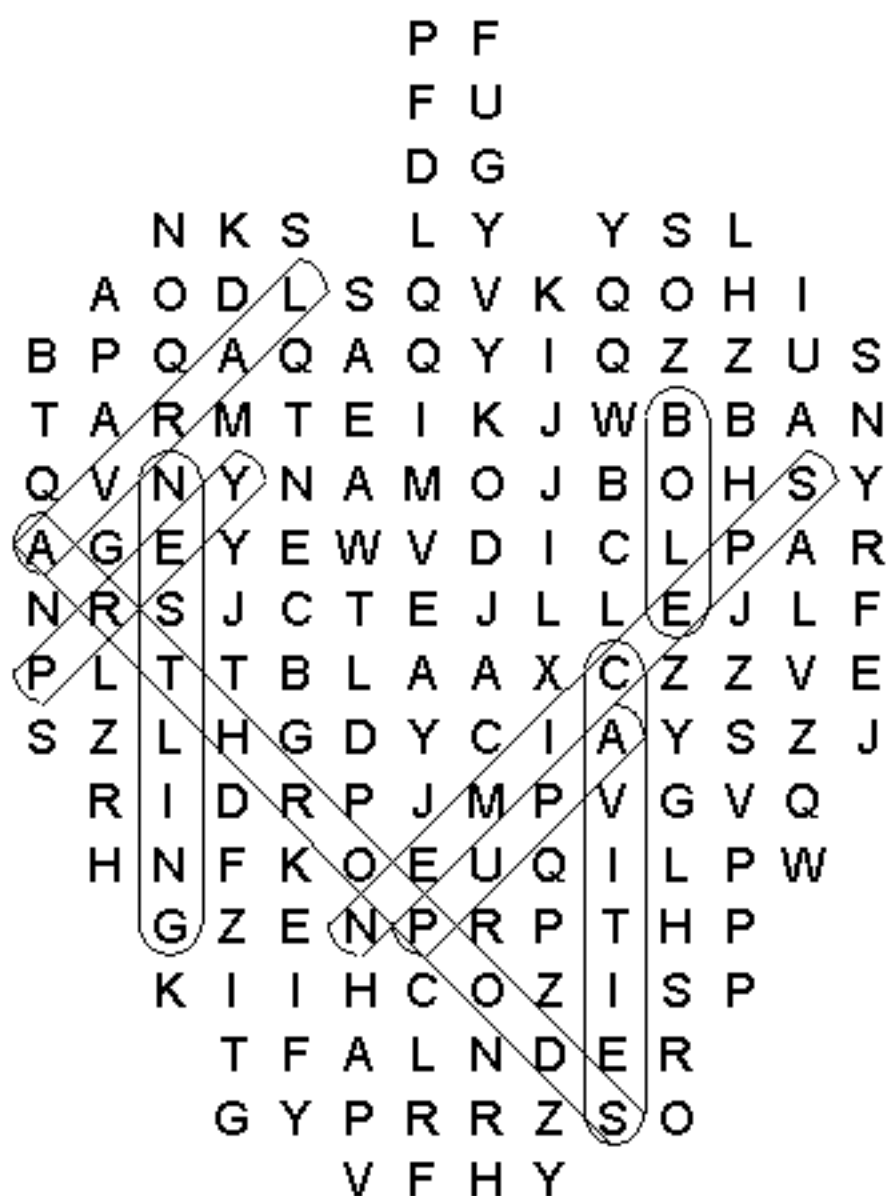 P F
F U
D G
N K S L Y Y S L
A O D L S Q V K Q O H I
B P Q A Q A Q Y I Q Z Z U S
T A R M T E I K J W B B A N
Q V N Y N A M O J B O H S Y
A G E Y E W V D I C L P A R
N R S J C T E J L L E J L F
P L T T B L A A X C Z Z V E
S Z L H G D Y C I A Y S Z J
R I D R P J M P V G V Q
H N F K O E U Q I L P W
G Z E N P R P T H P
K I I H C O Z I S P
T F A L N D E R
G Y P R R Z S O
V F H Y